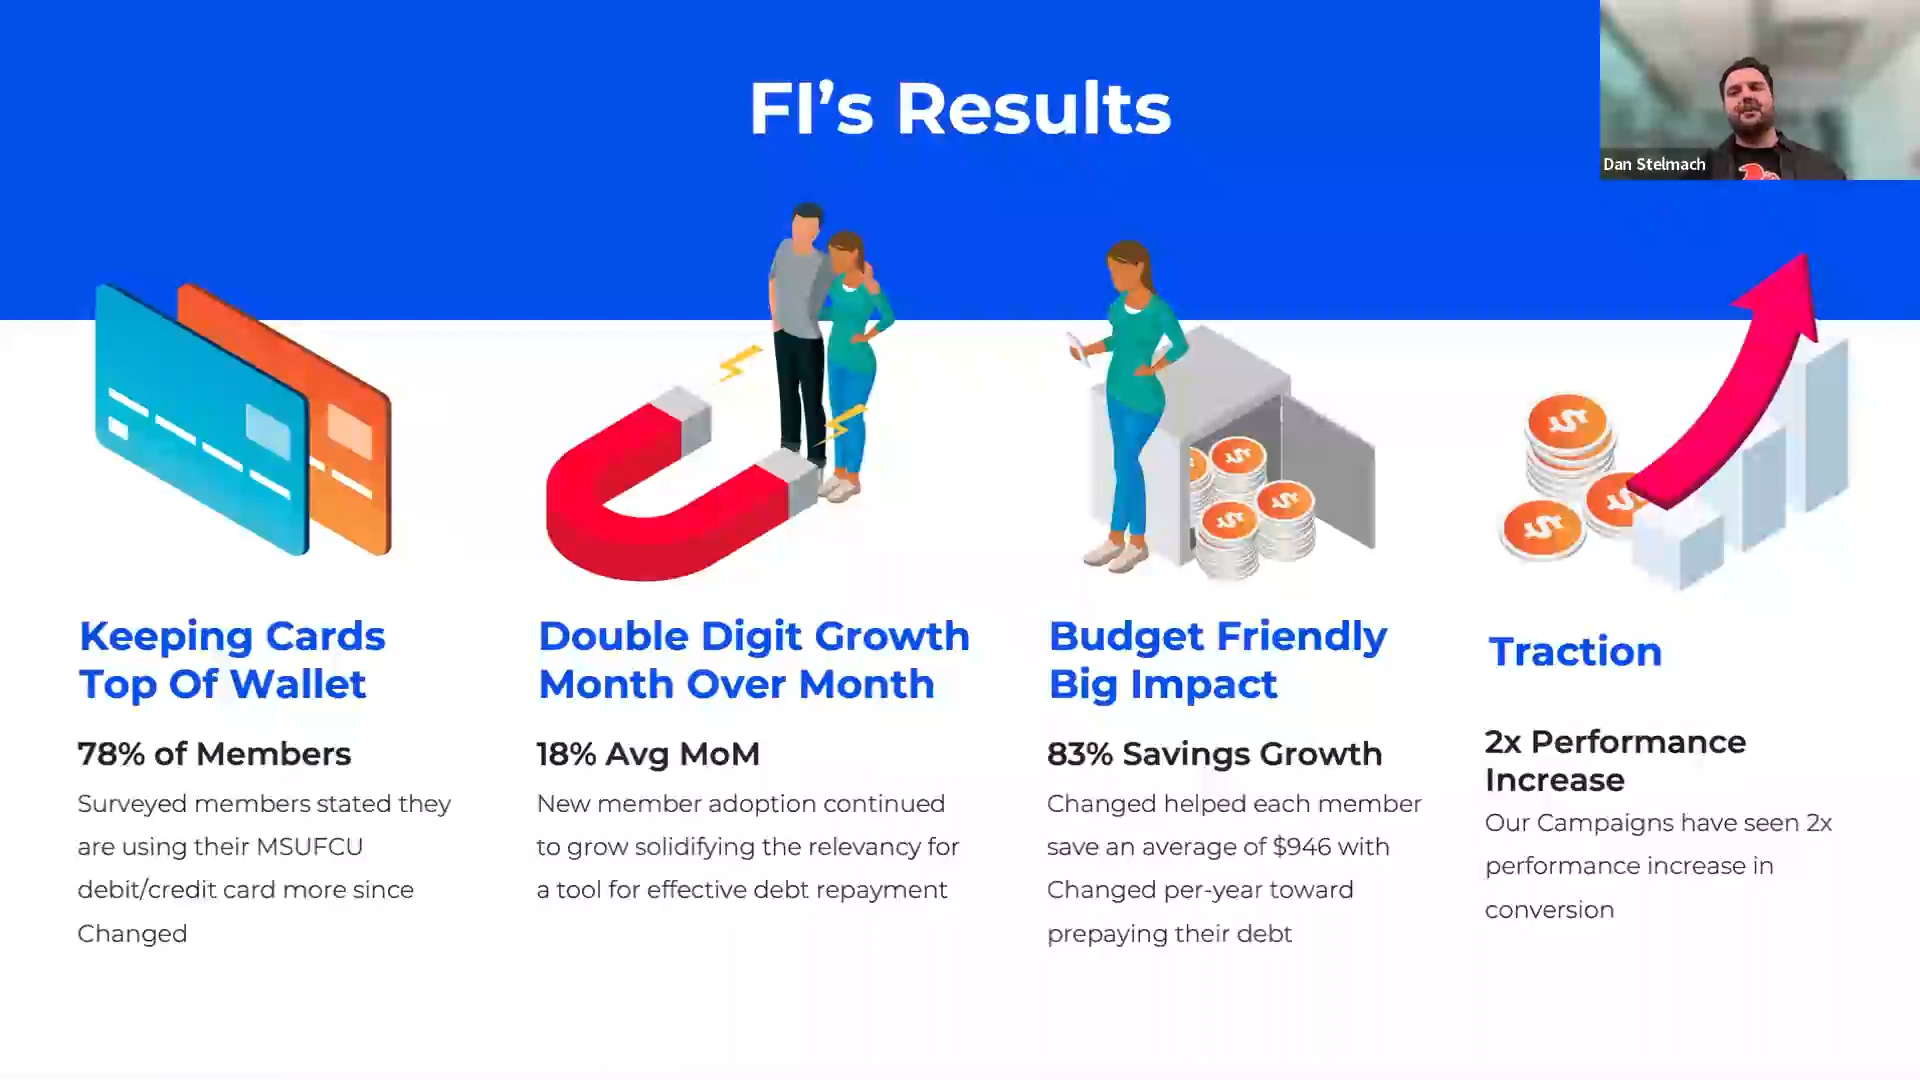 FI’s Results
Dan Stelmach
Keeping Cards
Top Of Wallet
78% of Members
Surveyed members stated they
are using their MSUFCU
debit/credit card more since
Changed
Double Digit Growth
Month Over Month
18% Avg MoM
New member adoption continued
to grow solidifying the relevancy for
a tool for effective debt repayment
Budget Friendly
Big Impact
83% Savings Growth
Changed helped each member
save an average of $946 with
Changed per-year toward
prepaying their debt
Traction
2x Performance
Increase
Our Campaigns have seen 2x
performance increase in
conversion